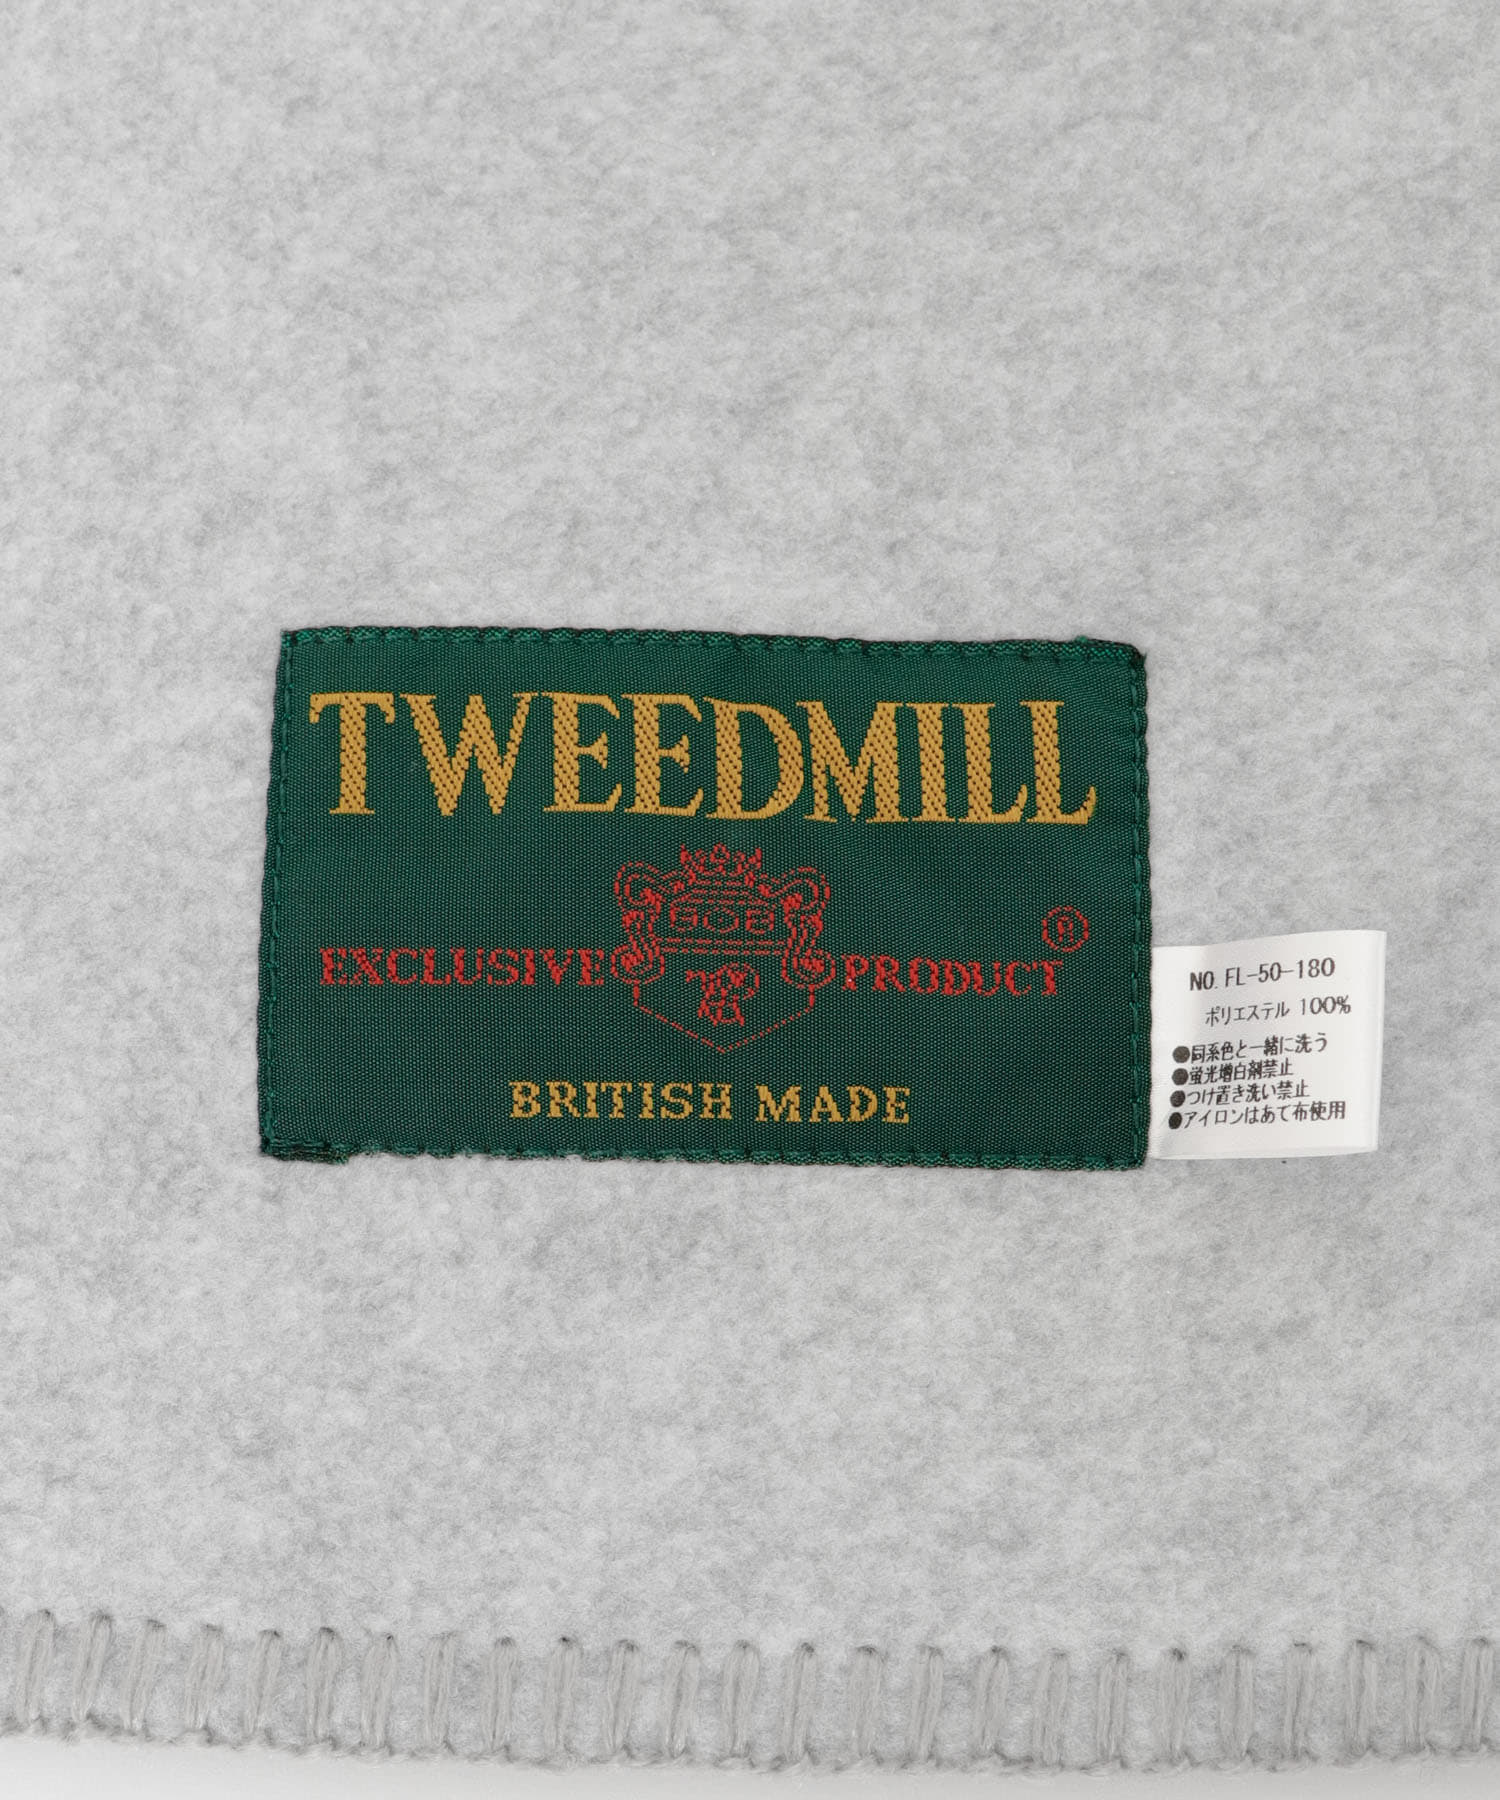 TWEEDMILL
EXCLUSIVE PRODUCT ®
BRITISH MADE
NO. FL-50-180
ポリエステル 100%
●同系色と一緒に洗う
●蛍光増白剤禁止
●つけ置き洗い禁止
●アイロンはあて布使用